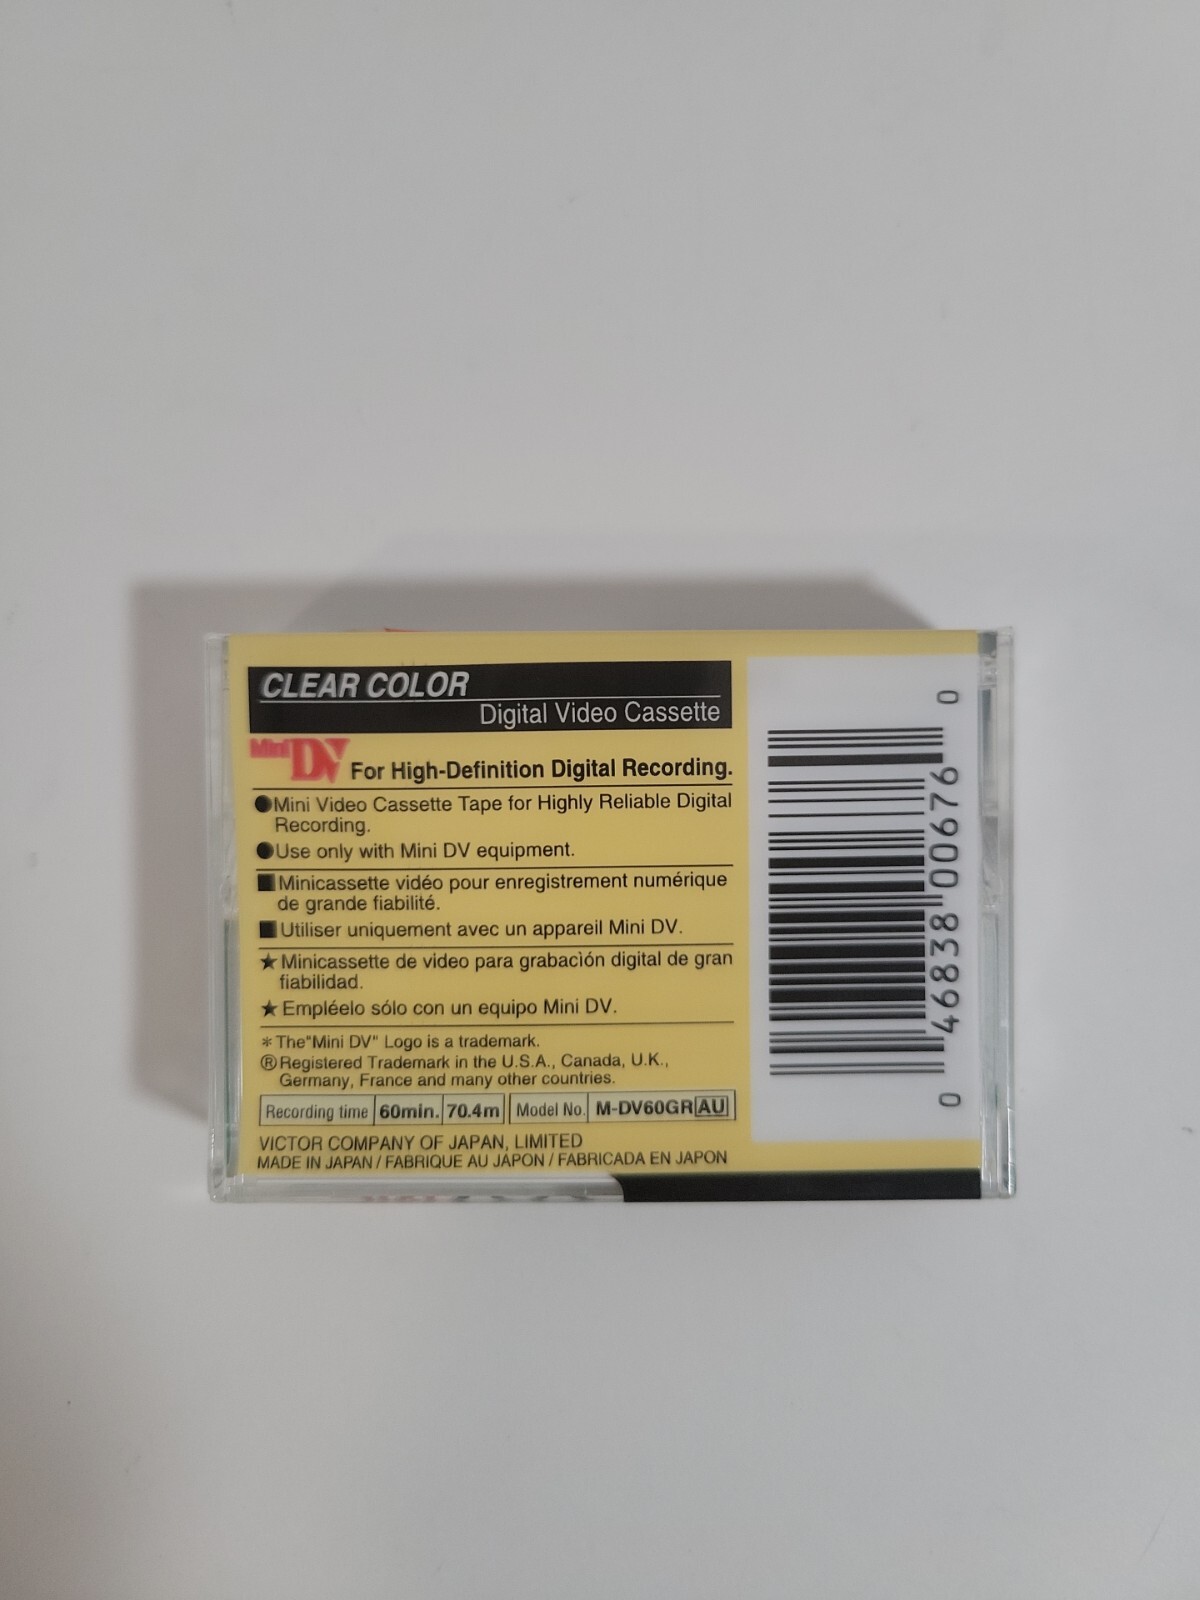 CLEAR COLOR
Digital Video Cassette
Mini DV For High-Definition Digital Recording.
●Mini Video Cassette Tape for Highly Reliable Digital
Recording.
●Use only with Mini DV equipment.
■Minicassette vidéo pour enregistrement numérique
de grande fiabilité.
■Utiliser uniquement avec un appareil Mini DV.
★Minicassette de video para grabaciòn digital de gran
fiabilidad.
★Empléelo sólo con un equipo Mini DV.
*The"Mini DV" Logo is a trademark.
®Registered Trademark in the U.S.A., Canada, U.K.,
Germany, France and many other countries.
Recording time 60min. 70.4m Model No. M-DV60GR AU
VICTOR COMPANY OF JAPAN, LIMITED
MADE IN JAPAN / FABRIQUE AU JAPON / FABRICADA EN JAPON
0 46838 00676 0